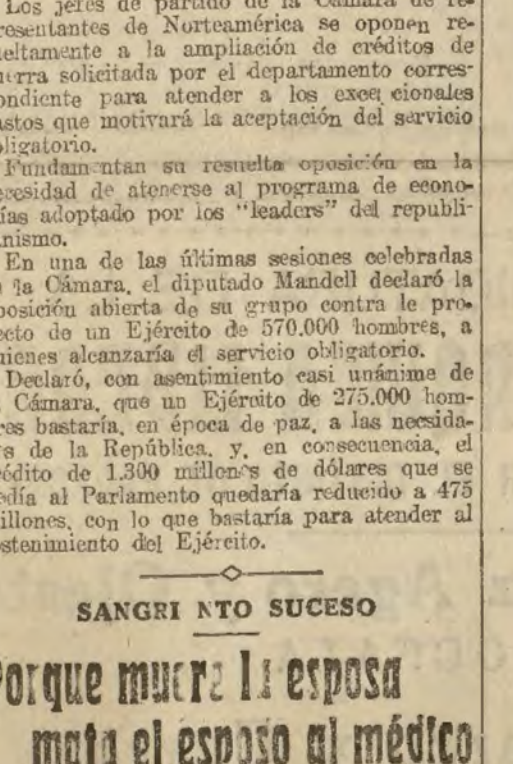 Los jefes de partido de la Cámara de re-
resentantes de Norteamérica se oponen re-
ueltamente a la ampliación de créditos de
uerra solicitada por el departamento corres-
ondiente para atender a los excepcionales
astos que motivará la aceptación del servicio
bligatorio.
Fundamentan su resuelta oposición en la
ecesidad de atenerse al programa de econo-
ías adoptado por los "leaders" del republi-
anismo.
En una de las últimas sesiones celebradas
n la Cámara, el diputado Mandell declaró la
posición abierta de su grupo contra le pro-
ecto de un Ejército de 570.000 hombres, a
uienes alcanzaría el servicio obligatorio.
Declaró, con asentimiento casi unánime de
Cámara, que un Ejército de 275.000 hom-
res bastaría, en época de paz, a las necsida-
s de la República, y, en consecuencia, el
rédito de 1.300 millones de dólares que se
edía al Parlamento quedaría reducido a 475
illones, con lo que bastaría para atender al
stenimiento del Ejército.
SANGRI NTO SUCESO
Porque muere la esposa
mata el esposo al médico